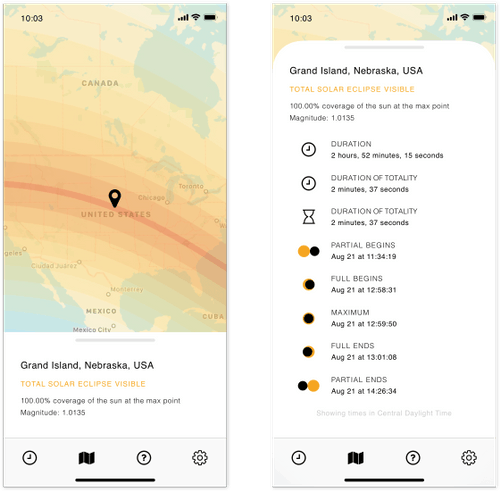 10:03
CANADA
Toronto
Chicago
UNITED STATES
geles
Ciudad Juárez
Monterrey
MEXICO
CUBA
Mexico City
Grand Island, Nebraska, USA
TOTAL SOLAR ECLIPSE VISIBLE
100.00% coverage of the sun at the max point
Magnitude: 1.0135
10:03
Grand Island, Nebraska, USA
TOTAL SOLAR ECLIPSE VISIBLE
100.00% coverage of the sun at the max point
Magnitude: 1.0135
DURATION
2 hours, 52 minutes, 15 seconds
DURATION OF TOTALITY
2 minutes, 37 seconds
DURATION OF TOTALITY
2 minutes, 37 seconds
PARTIAL BEGINS
Aug 21 at 11:34:19
FULL BEGINS
Aug 21 at 12:58:31
MAXIMUM
Aug 21 at 12:59:50
FULL ENDS
Aug 21 at 13:01:08
PARTIAL ENDS
Aug 21 at 14:26:34
Showing times in Central Daylight Time